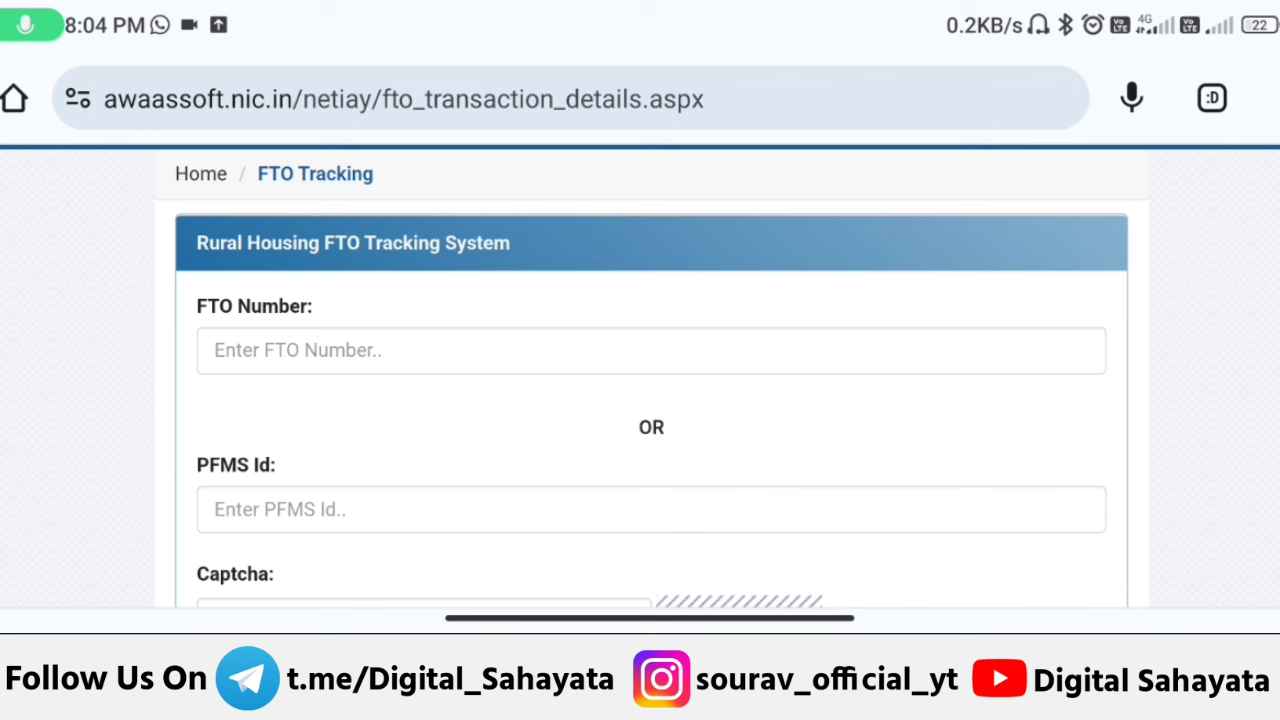 8:04 PM 0.2KB/s 4G 22
awaassoft.nic.in/netiay/fto_transaction_details.aspx :D
Home / FTO Tracking
Rural Housing FTO Tracking System
FTO Number:
Enter FTO Number..
OR
PFMS Id:
Enter PFMS Id..
Captcha:
Follow Us On t.me/Digital_Sahayata sourav_official_yt Digital Sahayata